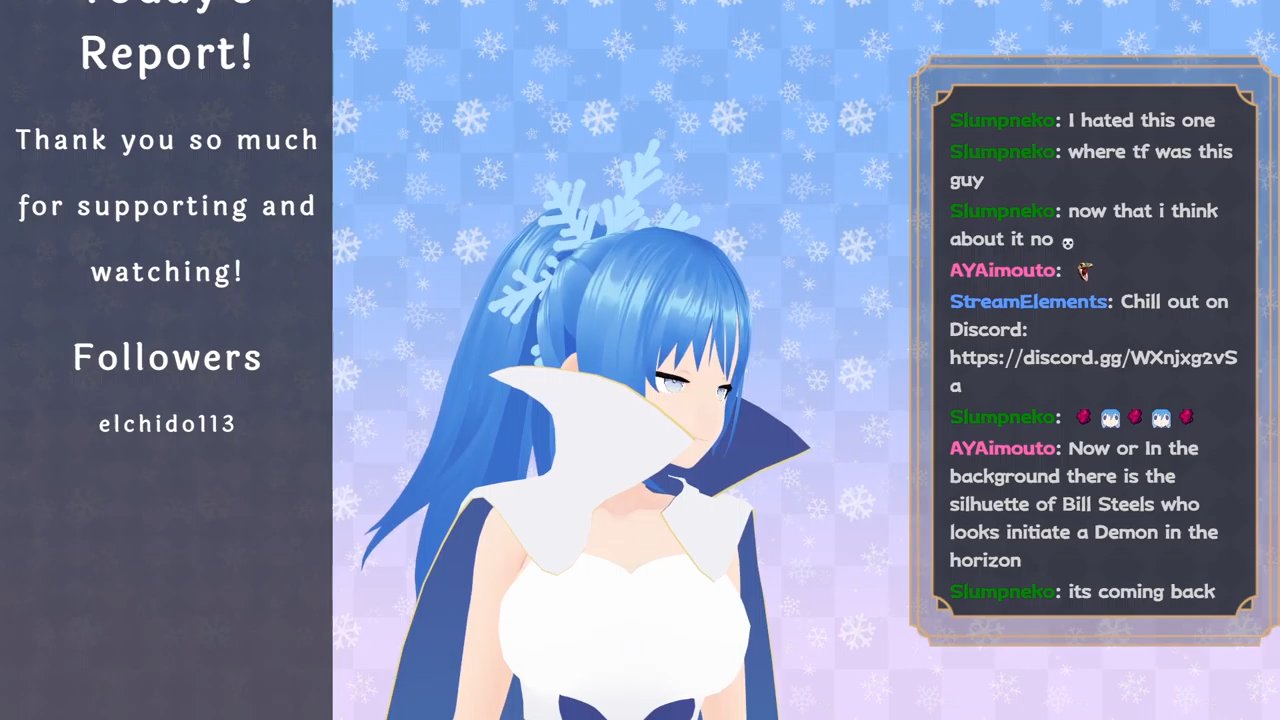 Today's
Report!
Thank you so much
for supporting and
watching!
Followers
elchido113
Slumpneko: I hated this one
Slumpneko: where tf was this
guy
Slumpneko: now that i think
about it no
AYAimouto:
StreamElements: Chill out on
Discord:
https://discord.gg/WXnjxg2vS
a
Slumpneko:
AYAimouto: Now or In the
background there is the
silhuette of Bill Steels who
looks initiate a Demon in the
horizon
Slumpneko: its coming back